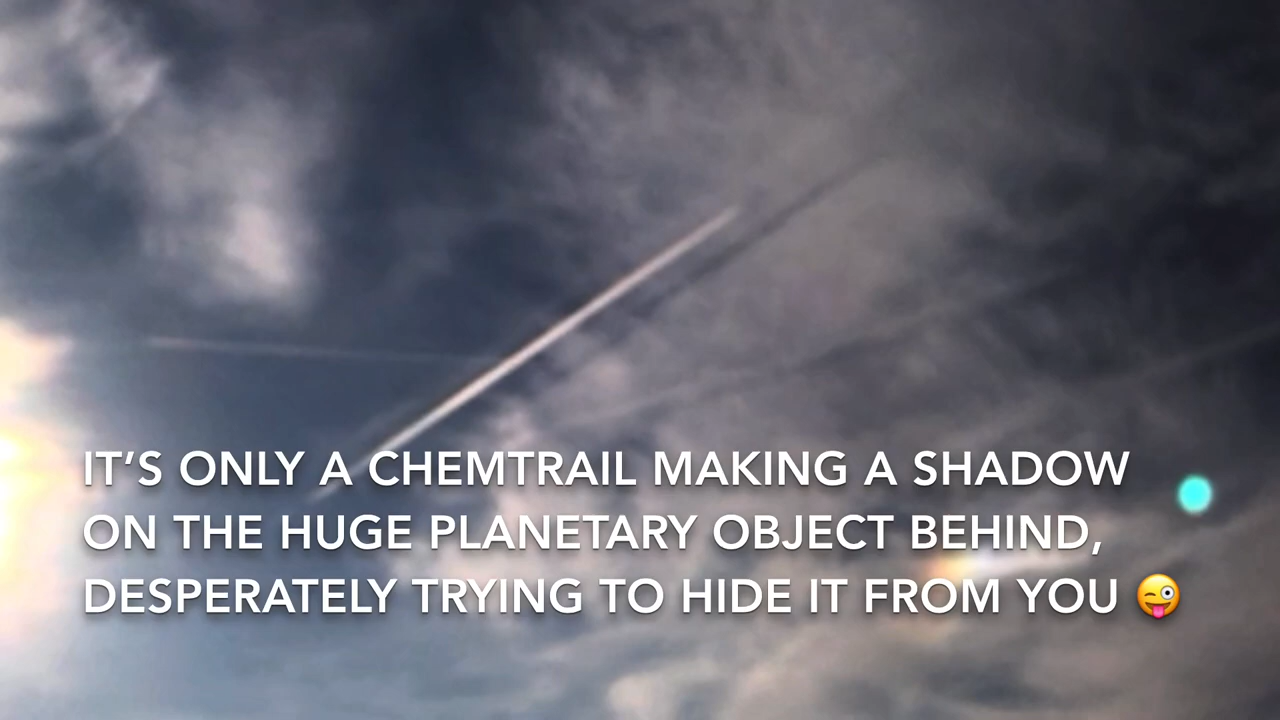 IT’S ONLY A CHEMTRAIL MAKING A SHADOW
ON THE HUGE PLANETARY OBJECT BEHIND,
DESPERATELY TRYING TO HIDE IT FROM YOU 😜